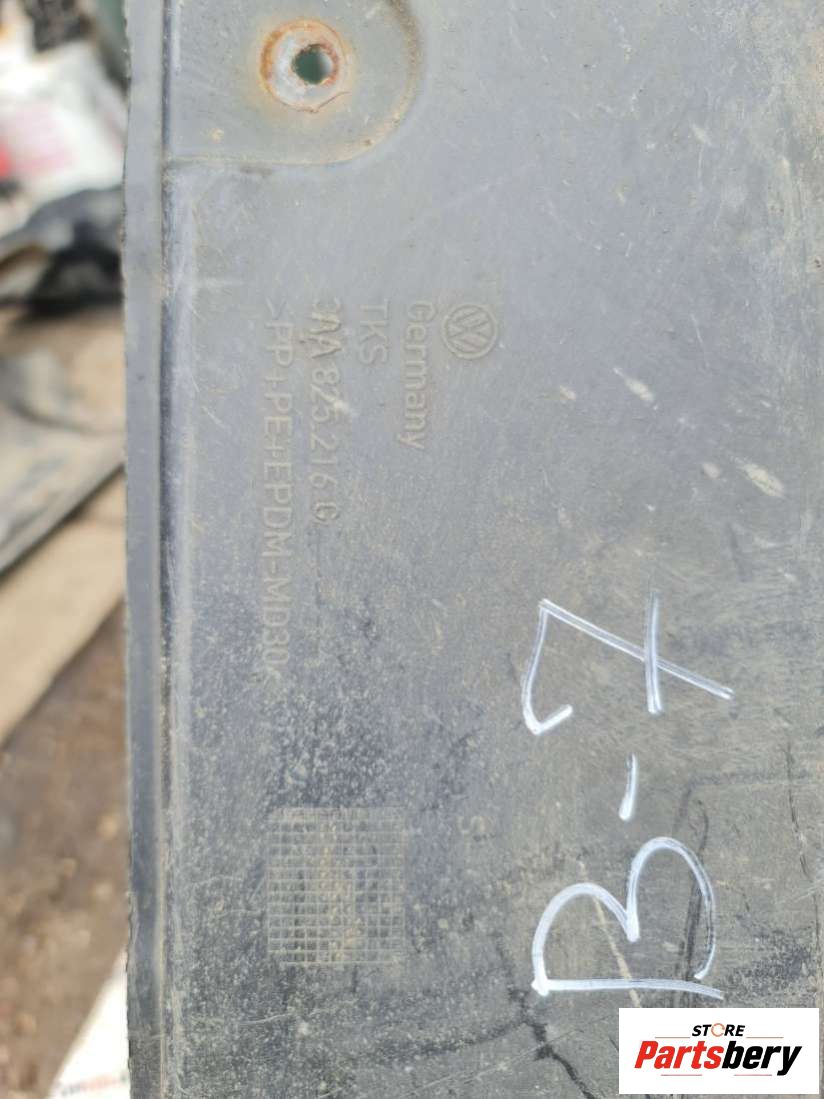 Germany
TKS
3AA 825.216 G
>PP+PE+EPDM-MD30<
B-7
STORE
Partsbery